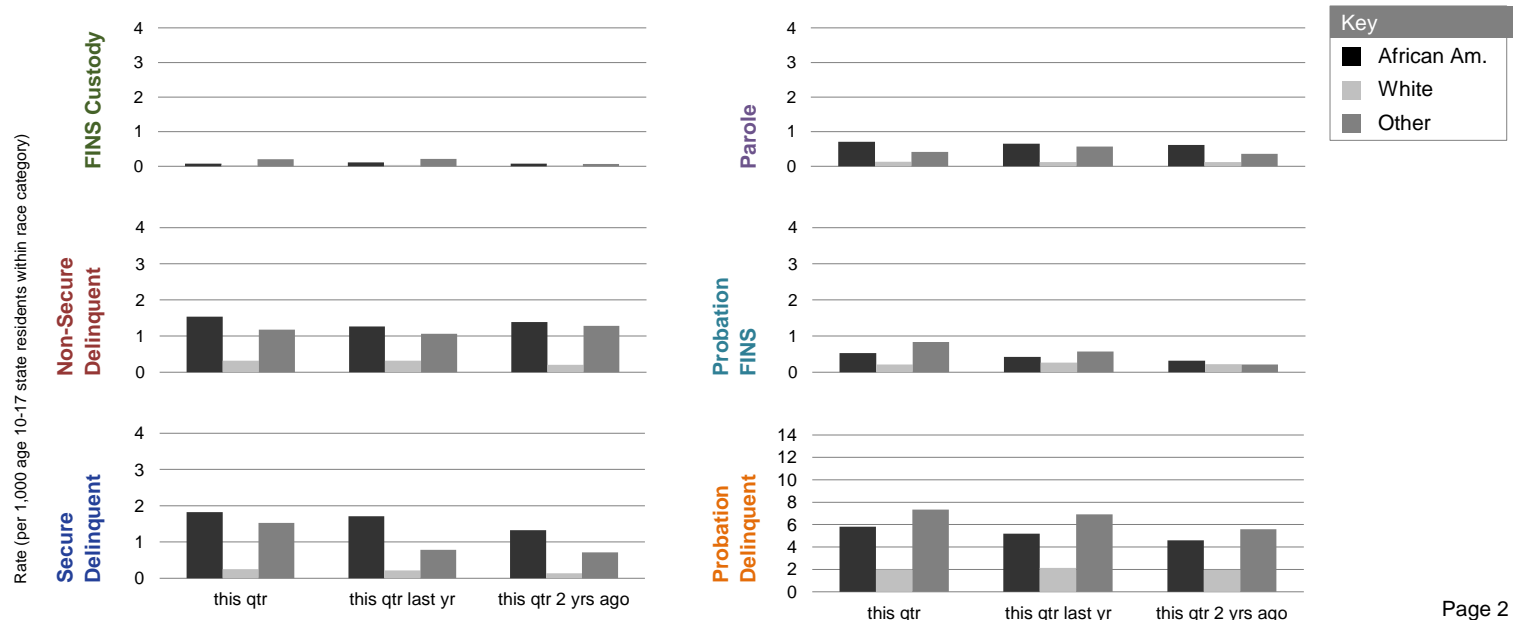 Rate (per 1,000 age 10-17 state residents within race category)
FINS Custody
4
3
2
1
0
Non-Secure
Delinquent
4
3
2
1
0
Secure
Delinquent
4
3
2
1
0
this qtr
this qtr last yr
this qtr 2 yrs ago
Parole
4
3
2
1
0
Probation
FINS
4
3
2
1
0
Probation
Delinquent
14
12
10
8
6
4
2
0
this qtr
this qtr last yr
this qtr 2 yrs ago
Key
African Am.
White
Other
Page 2